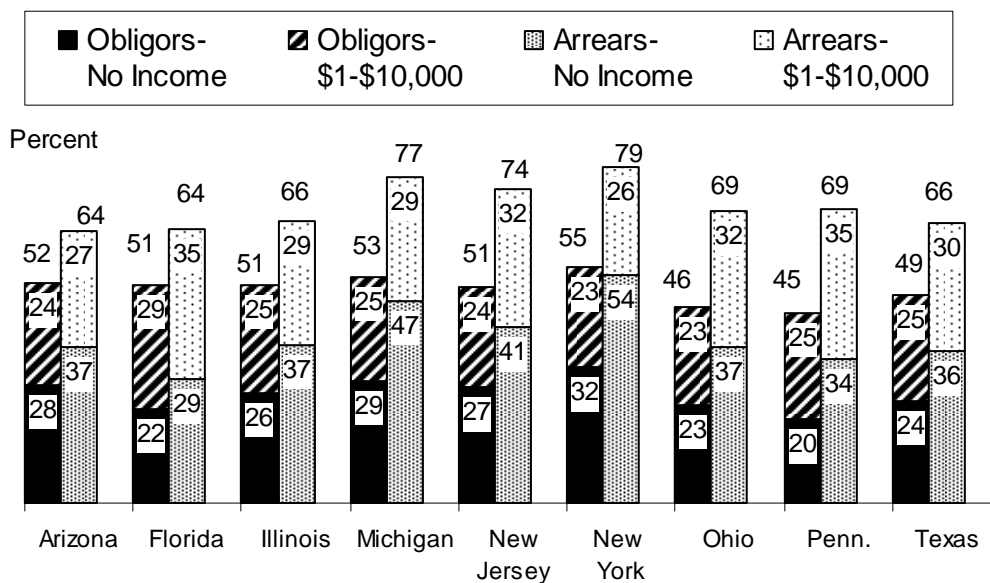 Obligors-
No Income
Obligors-
$1-$10,000
Arrears-
No Income
Arrears-
$1-$10,000
Percent
52 64 51 64 51 66 53 77 51 74 55 79 46 69 45 69 49 66
24 27 29 35 25 29 25 29 24 32 23 26 23 32 25 35 25 30
28 37 22 29 26 37 29 47 27 41 32 54 23 37 20 34 24 36
Arizona Florida Illinois Michigan New New Ohio Penn. Texas
Jersey York